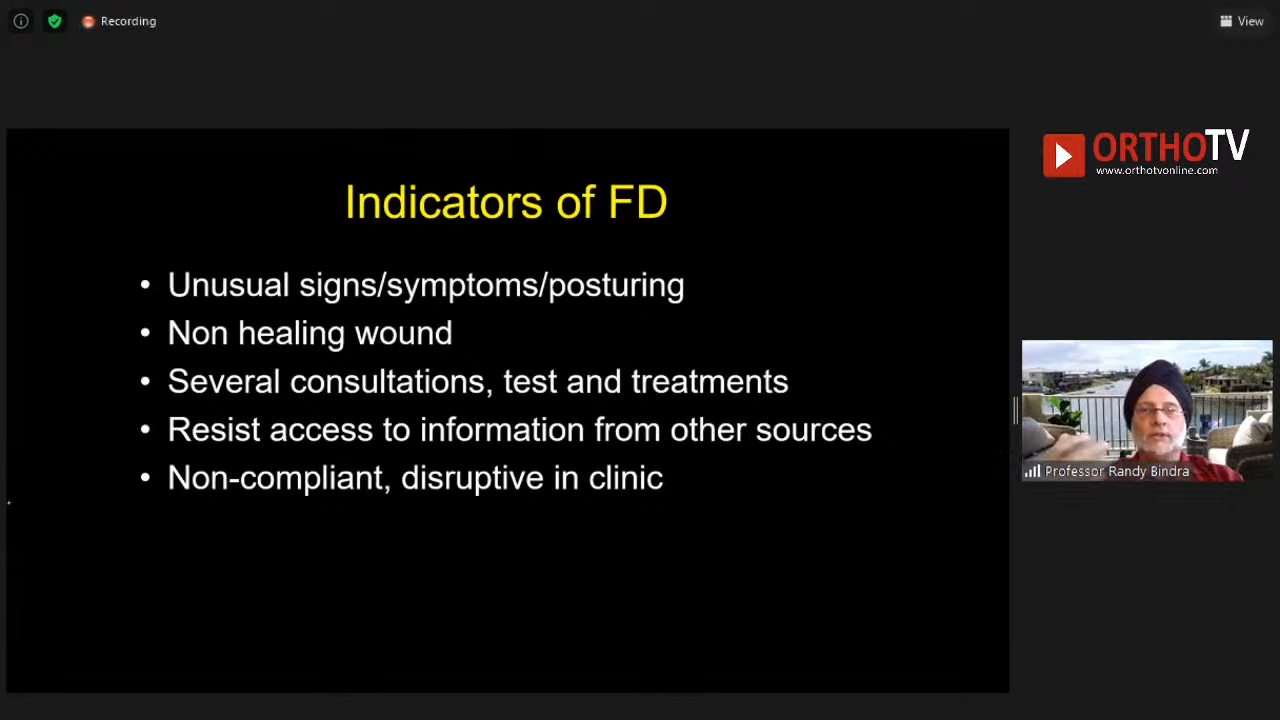 Recording
View
ORTHOTV
www.orthotvonline.com
Indicators of FD
• Unusual signs/symptoms/posturing
• Non healing wound
• Several consultations, test and treatments
• Resist access to information from other sources
• Non-compliant, disruptive in clinic
Professor Randy Bindra